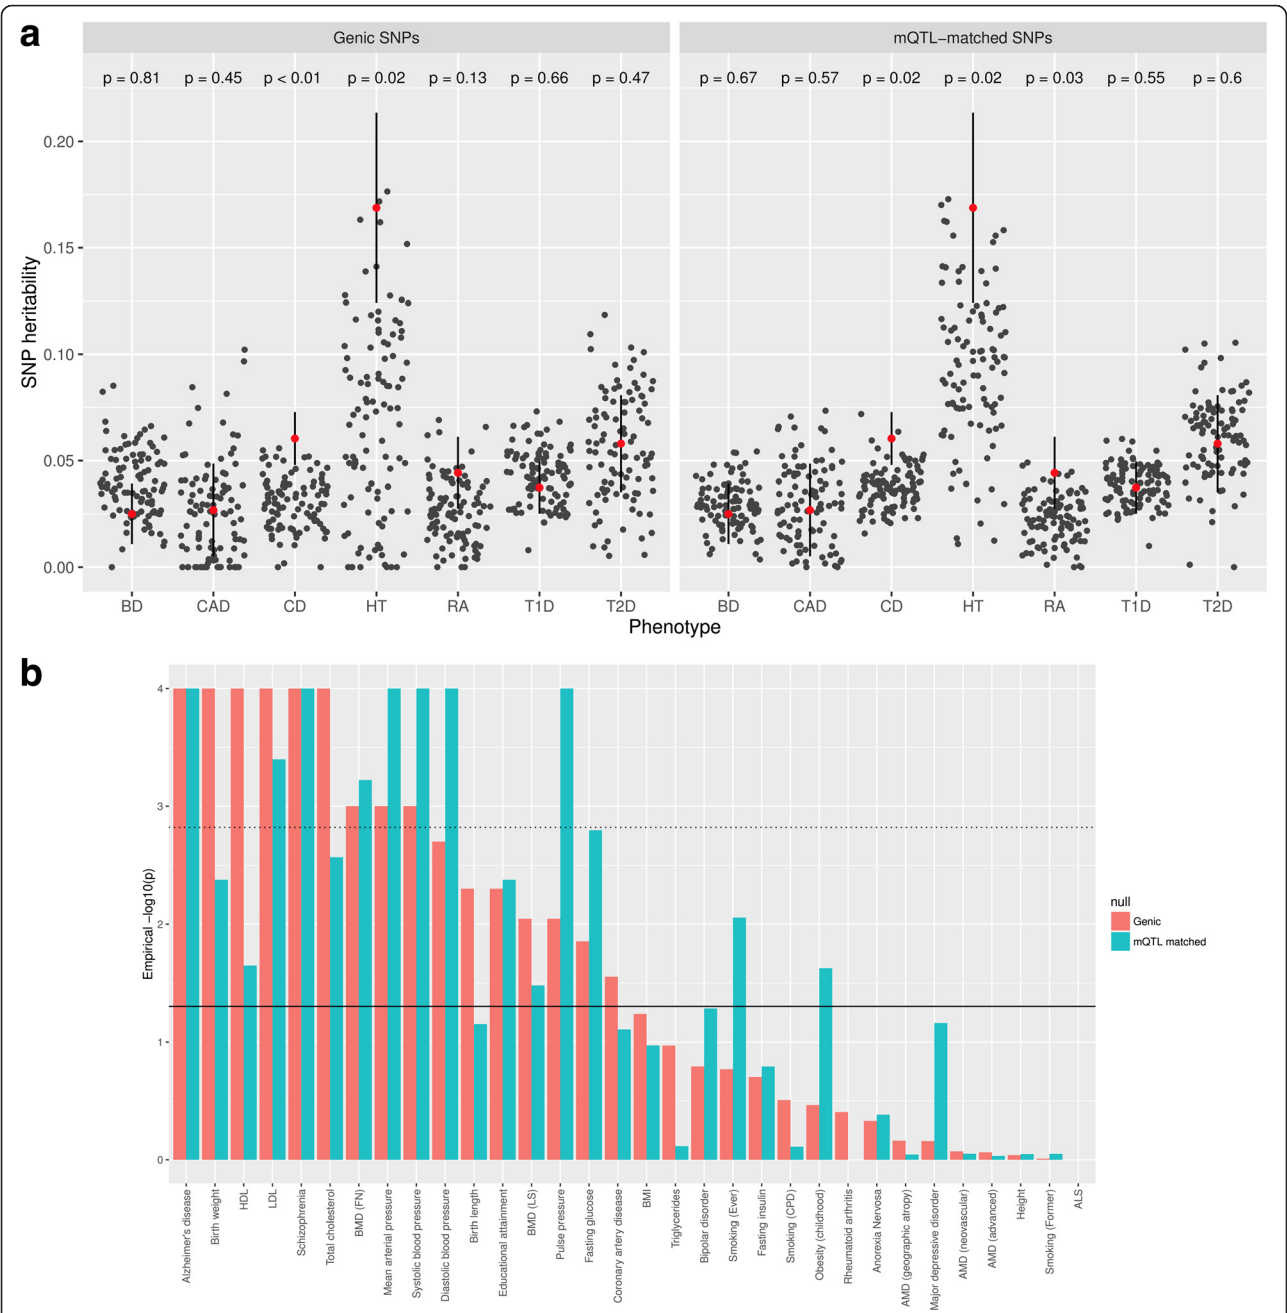 a
Genic SNPs
mQTL−matched SNPs
p = 0.81 p = 0.45 p < 0.01 p = 0.02 p = 0.13 p = 0.66 p = 0.47
p = 0.67 p = 0.57 p = 0.02 p = 0.02 p = 0.03 p = 0.55 p = 0.6
SNP heritability
0.20
0.15
0.10
0.05
0.00
BD CAD CD HT RA T1D T2D
BD CAD CD HT RA T1D T2D
Phenotype
b
Empirical −log10(p)
4
3
2
1
0
null
Genic
mQTL matched
Alzheimer's disease
Birth weight
HDL
LDL
Schizophrenia
Total cholesterol
BMD (FN)
Mean arterial pressure
Systolic blood pressure
Diastolic blood pressure
Birth length
Educational attainment
BMD (LS)
Pulse pressure
Fasting glucose
Coronary artery disease
BMI
Triglycerides
Bipolar disorder
Smoking (Ever)
Fasting insulin
Smoking (CPD)
Obesity (childhood)
Rheumatoid arthritis
Anorexia Nervosa
AMD (geographic atropy)
Major depressive disorder
AMD (neovascular)
AMD (advanced)
Height
Smoking (Former)
ALS